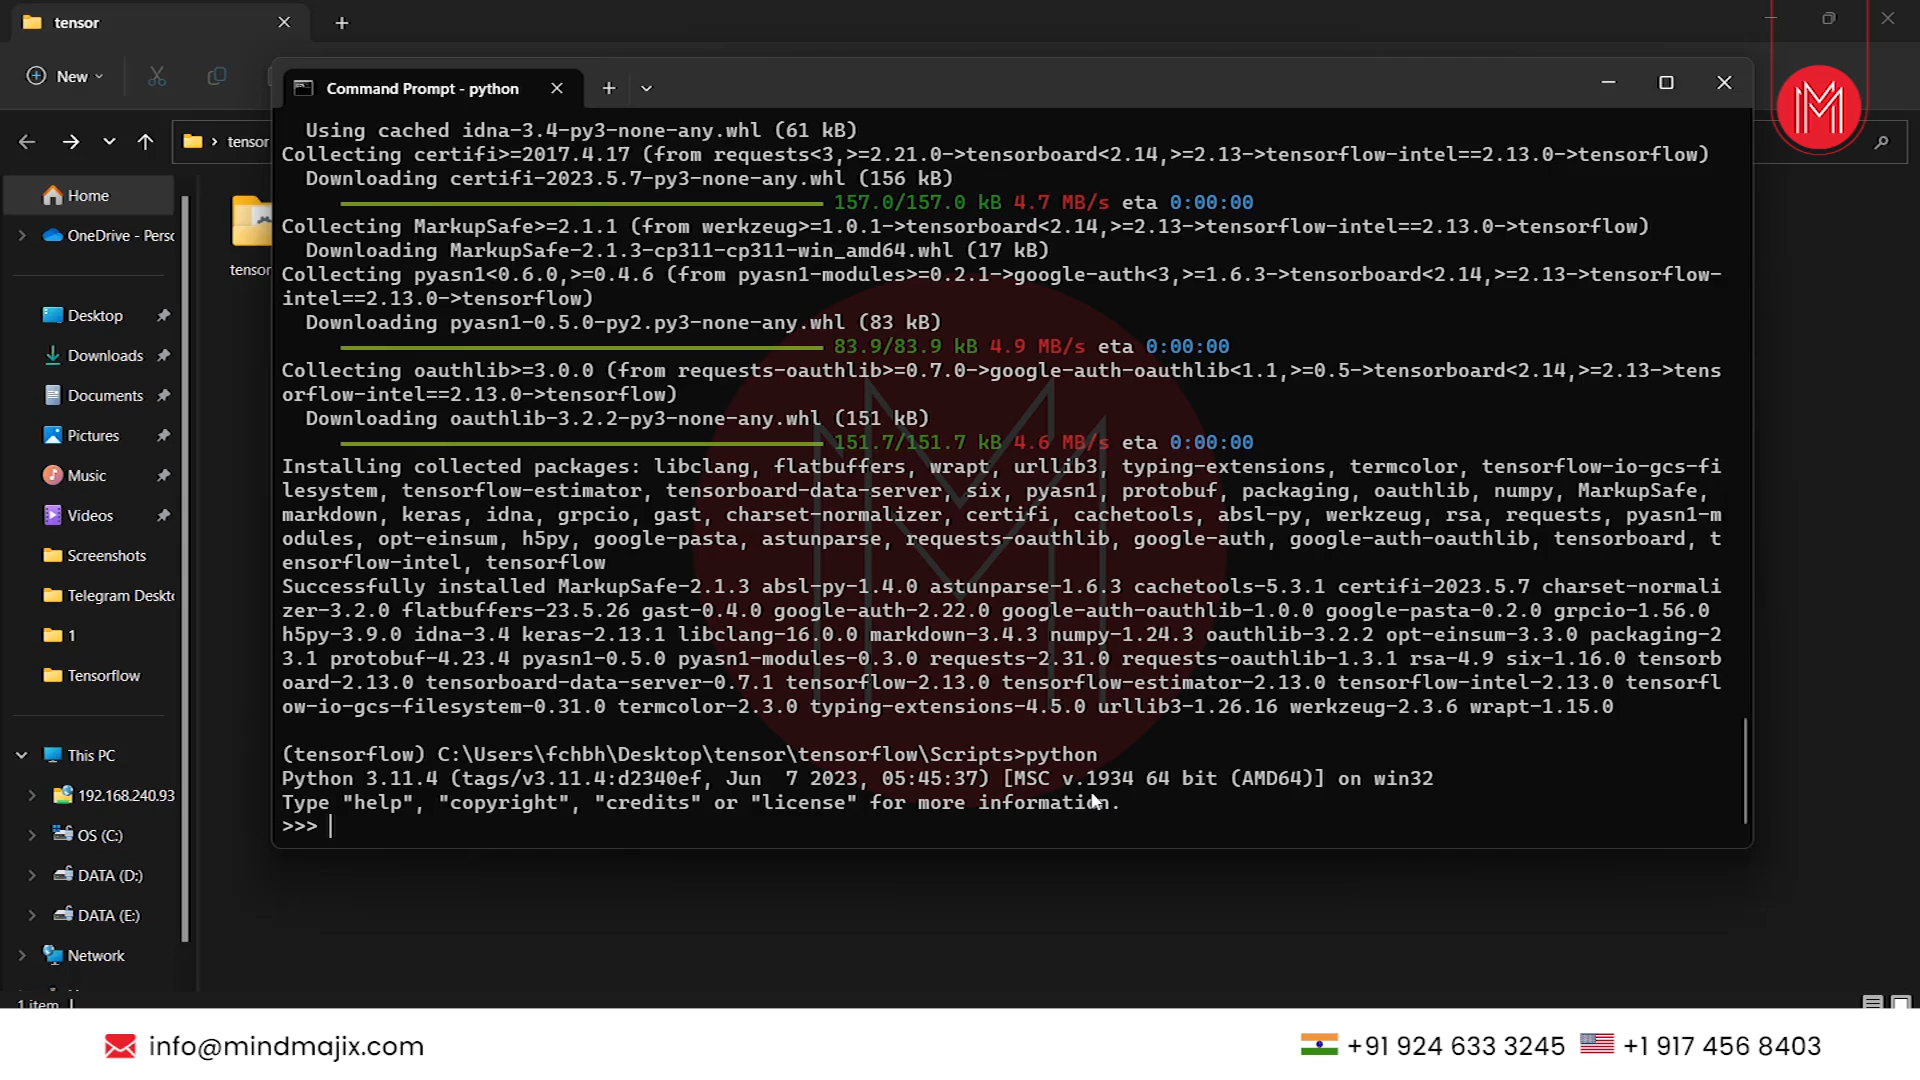 tensor
New
Command Prompt - python
tensor
Home
OneDrive - Persc
Desktop
Downloads
Documents
Pictures
Music
Videos
Screenshots
Telegram Deskto
1
Tensorflow
This PC
192.168.240.93
OS (C:)
DATA (D:)
DATA (E:)
Network
1 item
tensor
Using cached idna-3.4-py3-none-any.whl (61 kB)
Collecting certifi>=2017.4.17 (from requests<3,>=2.21.0->tensorboard<2.14,>=2.13->tensorflow-intel==2.13.0->tensorflow)
Downloading certifi-2023.5.7-py3-none-any.whl (156 kB)
157.0/157.0 kB 4.7 MB/s eta 0:00:00
Collecting MarkupSafe>=2.1.1 (from werkzeug>=1.0.1->tensorboard<2.14,>=2.13->tensorflow-intel==2.13.0->tensorflow)
Downloading MarkupSafe-2.1.3-cp311-cp311-win_amd64.whl (17 kB)
Collecting pyasn1<0.6.0,>=0.4.6 (from pyasn1-modules>=0.2.1->google-auth<3,>=1.6.3->tensorboard<2.14,>=2.13->tensorflow-
intel==2.13.0->tensorflow)
Downloading pyasn1-0.5.0-py2.py3-none-any.whl (83 kB)
83.9/83.9 kB 4.9 MB/s eta 0:00:00
Collecting oauthlib>=3.0.0 (from requests-oauthlib>=0.7.0->google-auth-oauthlib<1.1,>=0.5->tensorboard<2.14,>=2.13->tens
orflow-intel==2.13.0->tensorflow)
Downloading oauthlib-3.2.2-py3-none-any.whl (151 kB)
151.7/151.7 kB 4.6 MB/s eta 0:00:00
Installing collected packages: libclang, flatbuffers, wrapt, urllib3, typing-extensions, termcolor, tensorflow-io-gcs-fi
lesystem, tensorflow-estimator, tensorboard-data-server, six, pyasn1, protobuf, packaging, oauthlib, numpy, MarkupSafe,
markdown, keras, idna, grpcio, gast, charset-normalizer, certifi, cachetools, absl-py, werkzeug, rsa, requests, pyasn1-m
odules, opt-einsum, h5py, google-pasta, astunparse, requests-oauthlib, google-auth, google-auth-oauthlib, tensorboard, t
ensorflow-intel, tensorflow
Successfully installed MarkupSafe-2.1.3 absl-py-1.4.0 astunparse-1.6.3 cachetools-5.3.1 certifi-2023.5.7 charset-normali
zer-3.2.0 flatbuffers-23.5.26 gast-0.4.0 google-auth-2.22.0 google-auth-oauthlib-1.0.0 google-pasta-0.2.0 grpcio-1.56.0
h5py-3.9.0 idna-3.4 keras-2.13.1 libclang-16.0.0 markdown-3.4.3 numpy-1.24.3 oauthlib-3.2.2 opt-einsum-3.3.0 packaging-2
3.1 protobuf-4.23.4 pyasn1-0.5.0 pyasn1-modules-0.3.0 requests-2.31.0 requests-oauthlib-1.3.1 rsa-4.9 six-1.16.0 tensorb
oard-2.13.0 tensorboard-data-server-0.7.1 tensorflow-2.13.0 tensorflow-estimator-2.13.0 tensorflow-intel-2.13.0 tensorfl
ow-io-gcs-filesystem-0.31.0 termcolor-2.3.0 typing-extensions-4.5.0 urllib3-1.26.16 werkzeug-2.3.6 wrapt-1.15.0
(tensorflow) C:\Users\fchbh\Desktop\tensor\tensorflow\Scripts>python
Python 3.11.4 (tags/v3.11.4:d2340ef, Jun  7 2023, 05:45:37) [MSC v.1934 64 bit (AMD64)] on win32
Type "help", "copyright", "credits" or "license" for more information.
>>>
info@mindmajix.com
+91 924 633 3245
+1 917 456 8403